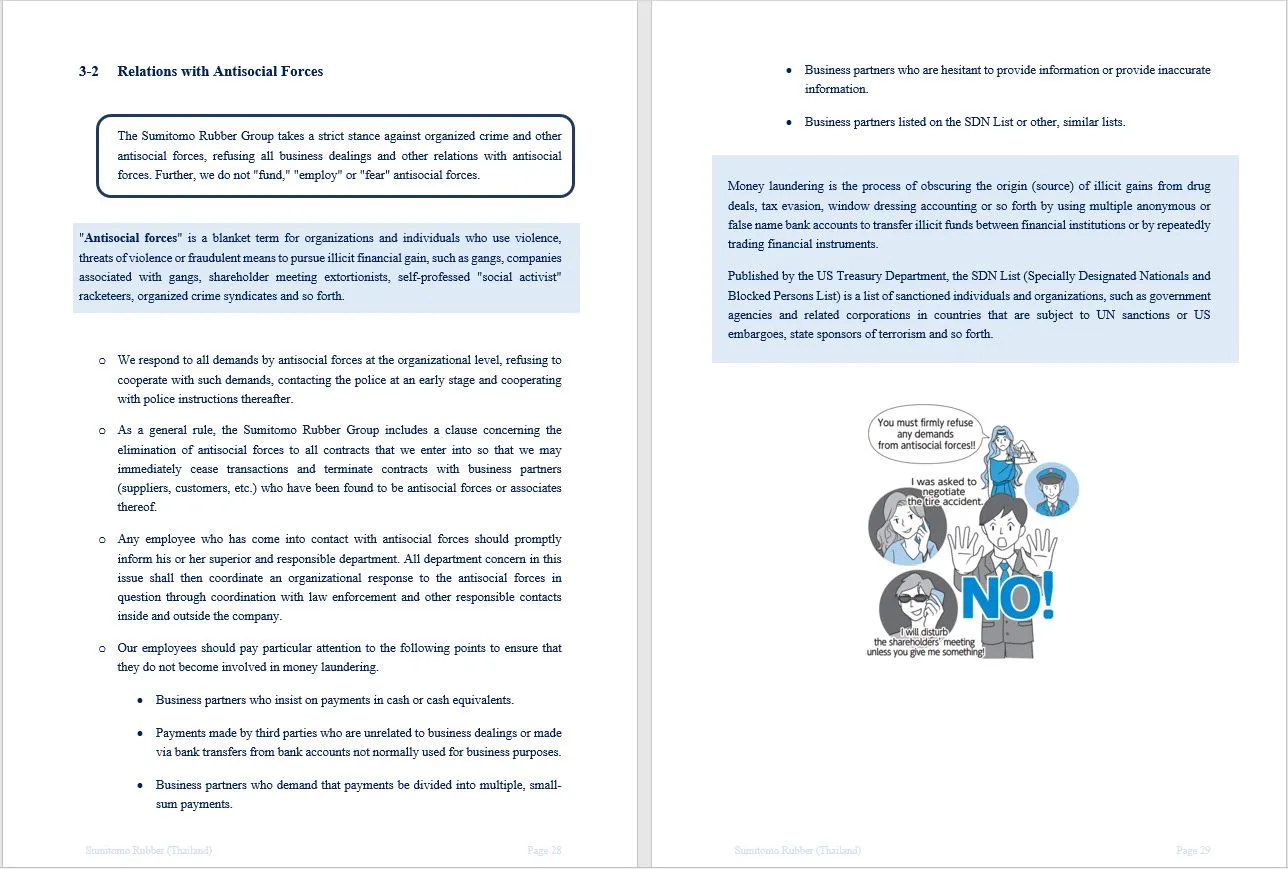 3-2 Relations with Antisocial Forces
The Sumitomo Rubber Group takes a strict stance against organized crime and other
antisocial forces, refusing all business dealings and other relations with antisocial
forces. Further, we do not "fund," "employ" or "fear" antisocial forces.
"Antisocial forces" is a blanket term for organizations and individuals who use violence,
threats of violence or fraudulent means to pursue illicit financial gain, such as gangs, companies
associated with gangs, shareholder meeting extortionists, self-professed "social activist"
racketeers, organized crime syndicates and so forth.
o We respond to all demands by antisocial forces at the organizational level, refusing to
cooperate with such demands, contacting the police at an early stage and cooperating
with police instructions thereafter.
o As a general rule, the Sumitomo Rubber Group includes a clause concerning the
elimination of antisocial forces to all contracts that we enter into so that we may
immediately cease transactions and terminate contracts with business partners
(suppliers, customers, etc.) who have been found to be antisocial forces or associates
thereof.
o Any employee who has come into contact with antisocial forces should promptly
inform his or her superior and responsible department. All department concern in this
issue shall then coordinate an organizational response to the antisocial forces in
question through coordination with law enforcement and other responsible contacts
inside and outside the company.
o Our employees should pay particular attention to the following points to ensure that
they do not become involved in money laundering.
• Business partners who insist on payments in cash or cash equivalents.
• Payments made by third parties who are unrelated to business dealings or made
via bank transfers from bank accounts not normally used for business purposes.
• Business partners who demand that payments be divided into multiple, small-
sum payments.
Sumitomo Rubber (Thailand) Page 28
• Business partners who are hesitant to provide information or provide inaccurate
information.
• Business partners listed on the SDN List or other, similar lists.
Money laundering is the process of obscuring the origin (source) of illicit gains from drug
deals, tax evasion, window dressing accounting or so forth by using multiple anonymous or
false name bank accounts to transfer illicit funds between financial institutions or by repeatedly
trading financial instruments.
Published by the US Treasury Department, the SDN List (Specially Designated Nationals and
Blocked Persons List) is a list of sanctioned individuals and organizations, such as government
agencies and related corporations in countries that are subject to UN sanctions or US
embargoes, state sponsors of terrorism and so forth.
You must firmly refuse
any demands
from antisocial forces!!
I was asked to
negotiate
the tire accident.
NO!
I will disturb
the shareholders' meeting
unless you give me something!
Sumitomo Rubber (Thailand) Page 29